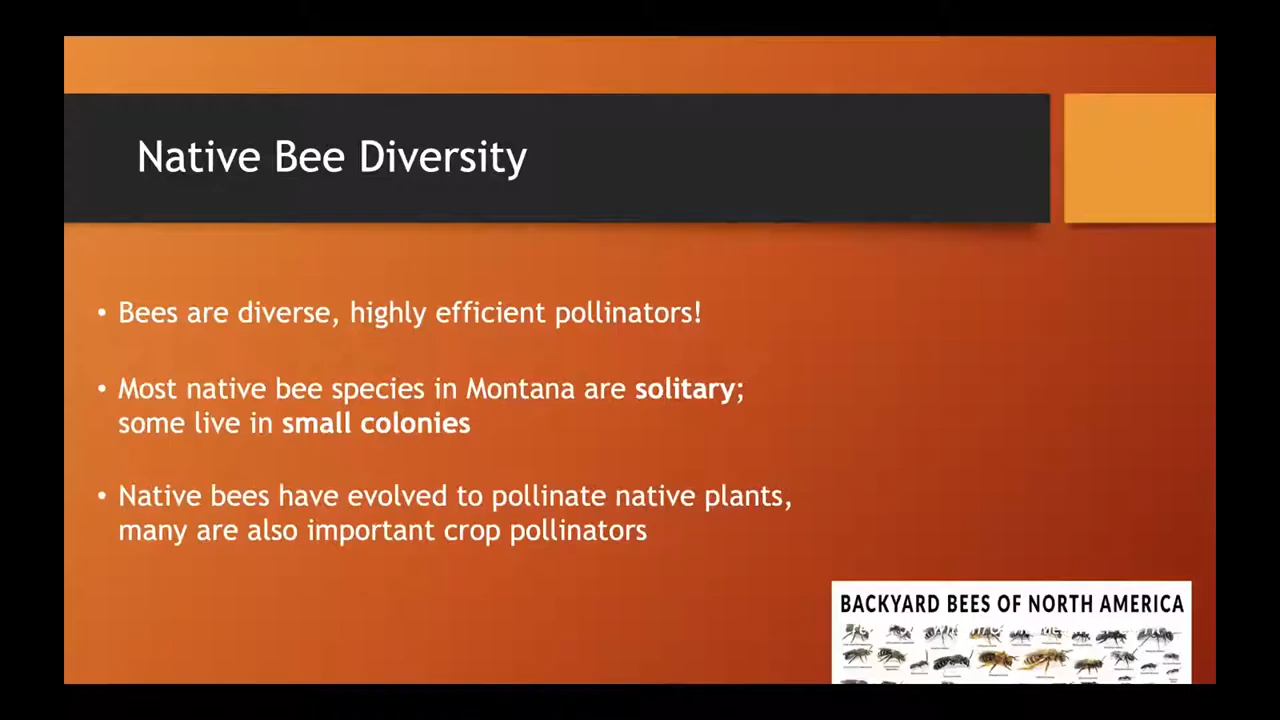 Native Bee Diversity
• Bees are diverse, highly efficient pollinators!
• Most native bee species in Montana are solitary;
some live in small colonies
• Native bees have evolved to pollinate native plants,
many are also important crop pollinators
BACKYARD BEES OF NORTH AMERICA